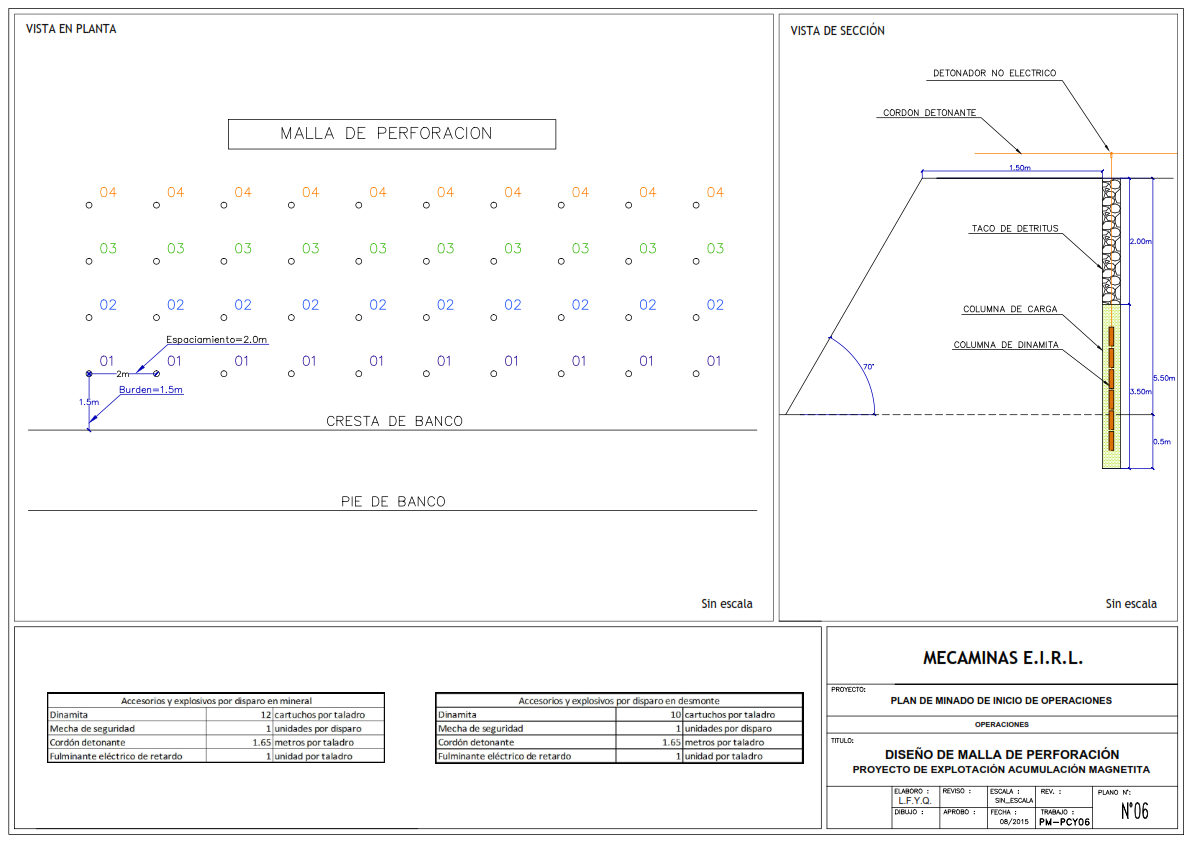 VISTA EN PLANTA
MALLA DE PERFORACION
04 04 04 04 04 04 04 04 04 04
03 03 03 03 03 03 03 03 03 03
02 02 02 02 02 02 02 02 02 02
Espaciamiento=2.0m
01 01 01 01 01 01 01 01 01 01
2m
Burden=1.5m
1.5m
CRESTA DE BANCO
PIE DE BANCO
Sin escala
VISTA DE SECCIÓN
DETONADOR NO ELECTRICO
CORDON DETONANTE
1.50m
TACO DE DETRITUS
2.00m
COLUMNA DE CARGA
COLUMNA DE DINAMITA
70°
5.50m
3.50m
0.5m
Sin escala
Accesorios y explosivos por disparo en mineral
Dinamita 12 cartuchos por taladro
Mecha de seguridad 1 unidades por disparo
Cordón detonante 1.65 metros por taladro
Fulminante eléctrico de retardo 1 unidad por taladro
Accesorios y explosivos por disparo en desmonte
Dinamita 10 cartuchos por taladro
Mecha de seguridad 1 unidades por disparo
Cordón detonante 1.65 metros por taladro
Fulminante eléctrico de retardo 1 unidad por taladro
MECAMINAS E.I.R.L.
PROYECTO:
PLAN DE MINADO DE INICIO DE OPERACIONES
OPERACIONES
TITULO:
DISEÑO DE MALLA DE PERFORACIÓN
PROYECTO DE EXPLOTACIÓN ACUMULACIÓN MAGNETITA
ELABORO : REVISO : ESCALA : REV. : PLANO N°:
L.F.Y.Q. SIN_ESCALA
N°06
DIBUJO : APROBO : FECHA : TRABAJO :
08/2015 PM-PCY06